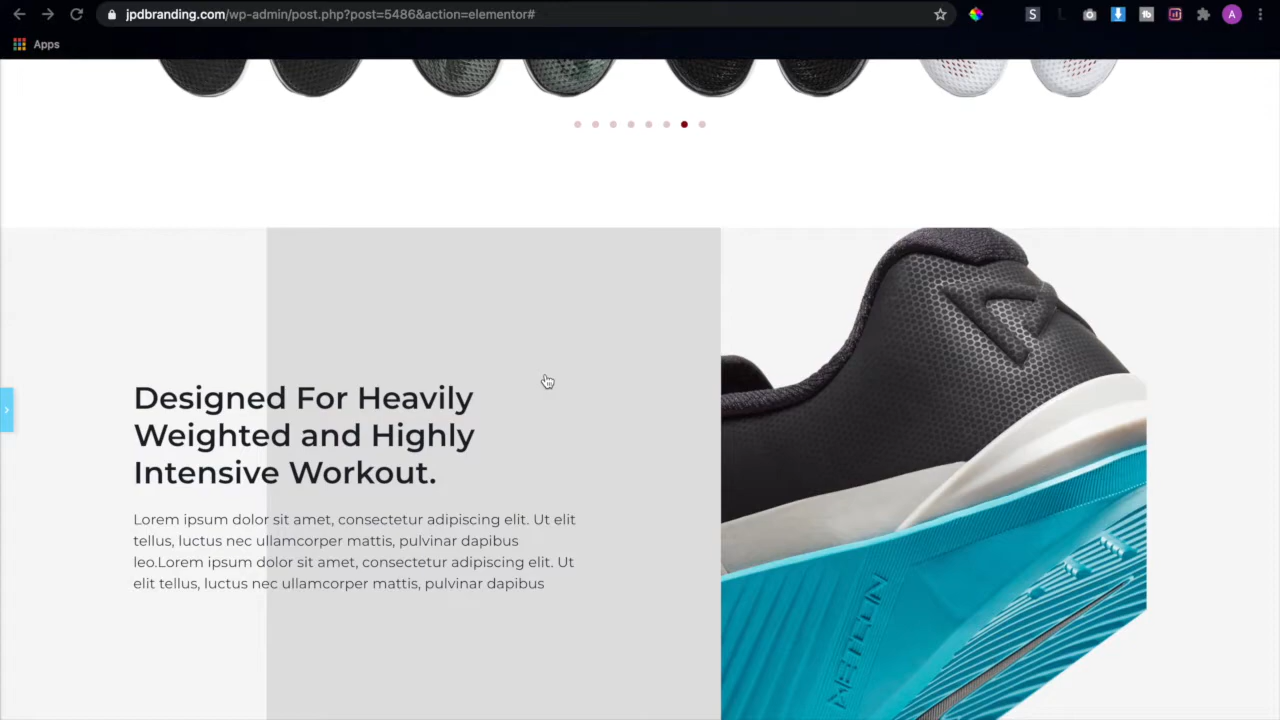 jpdbranding.com/wp-admin/post.php?post=5486&action=elementor#
S
A
Apps
Designed For Heavily
Weighted and Highly
Intensive Workout.
Lorem ipsum dolor sit amet, consectetur adipiscing elit. Ut elit
tellus, luctus nec ullamcorper mattis, pulvinar dapibus
leo.Lorem ipsum dolor sit amet, consectetur adipiscing elit. Ut
elit tellus, luctus nec ullamcorper mattis, pulvinar dapibus
METCON